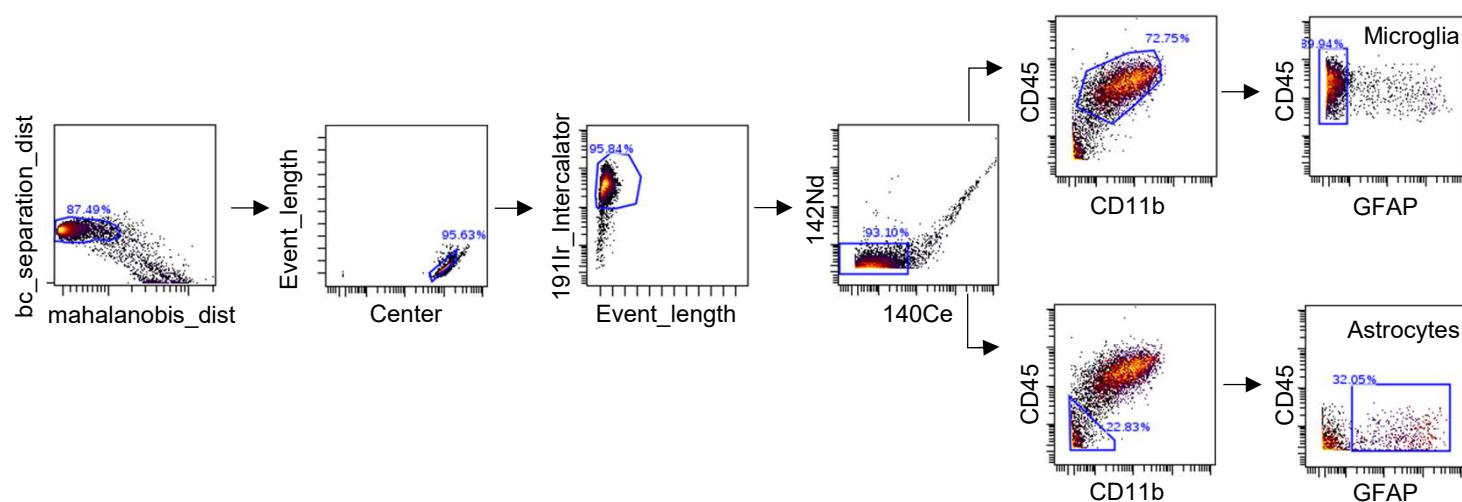 bc_separation_dist
87.49%
mahalanobis_dist
Event_length
95.63%
Center
191Ir_Intercalator
95.84%
Event_length
142Nd
93.10%
140Ce
CD45
72.75%
CD11b
CD45
Microglia
89.94%
GFAP
CD45
22.83%
CD11b
CD45
Astrocytes
32.05%
GFAP